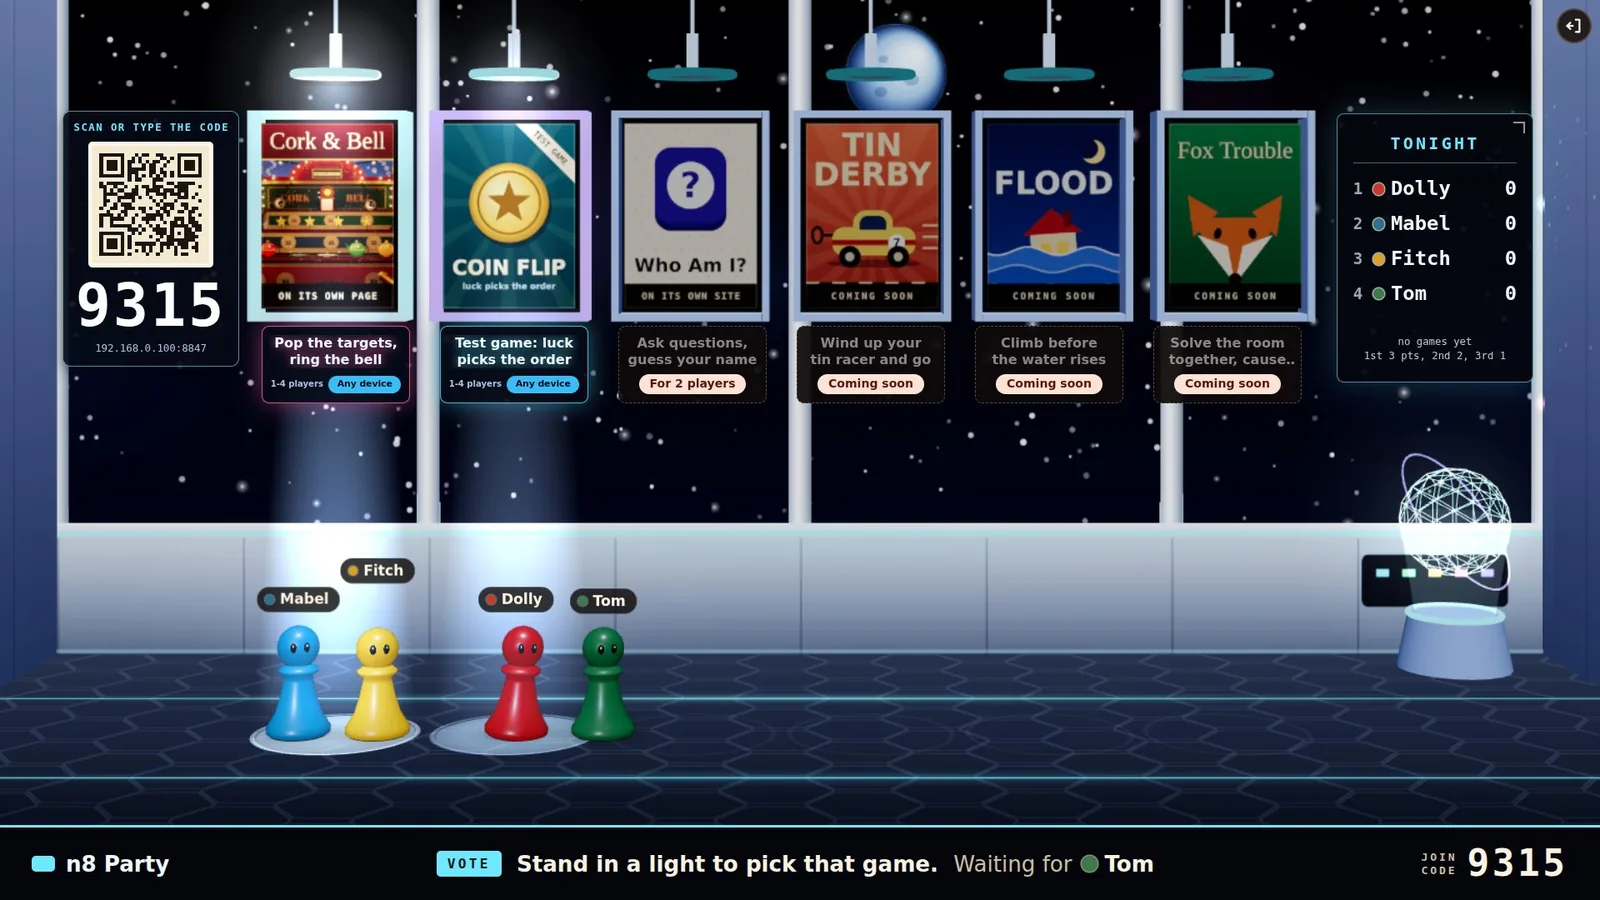 SCAN OR TYPE THE CODE
9315
192.168.0.100:8847
Cork & Bell
CORK BELL
ON ITS OWN PAGE
Pop the targets,
ring the bell
1-4 players Any device
TEST GAME
COIN FLIP
luck picks the order
Test game: luck
picks the order
1-4 players Any device
?
Who Am I?
ON ITS OWN SITE
Ask questions,
guess your name
For 2 players
TIN
DERBY
7
COMING SOON
Wind up your
tin racer and go
Coming soon
FLOOD
COMING SOON
Climb before
the water rises
Coming soon
Fox Trouble
COMING SOON
Solve the room
together, cause..
Coming soon
TONIGHT
1 Dolly 0
2 Mabel 0
3 Fitch 0
4 Tom 0
no games yet
1st 3 pts, 2nd 2, 3rd 1
Mabel
Fitch
Dolly
Tom
n8 Party
VOTE Stand in a light to pick that game. Waiting for Tom
JOIN
CODE
9315